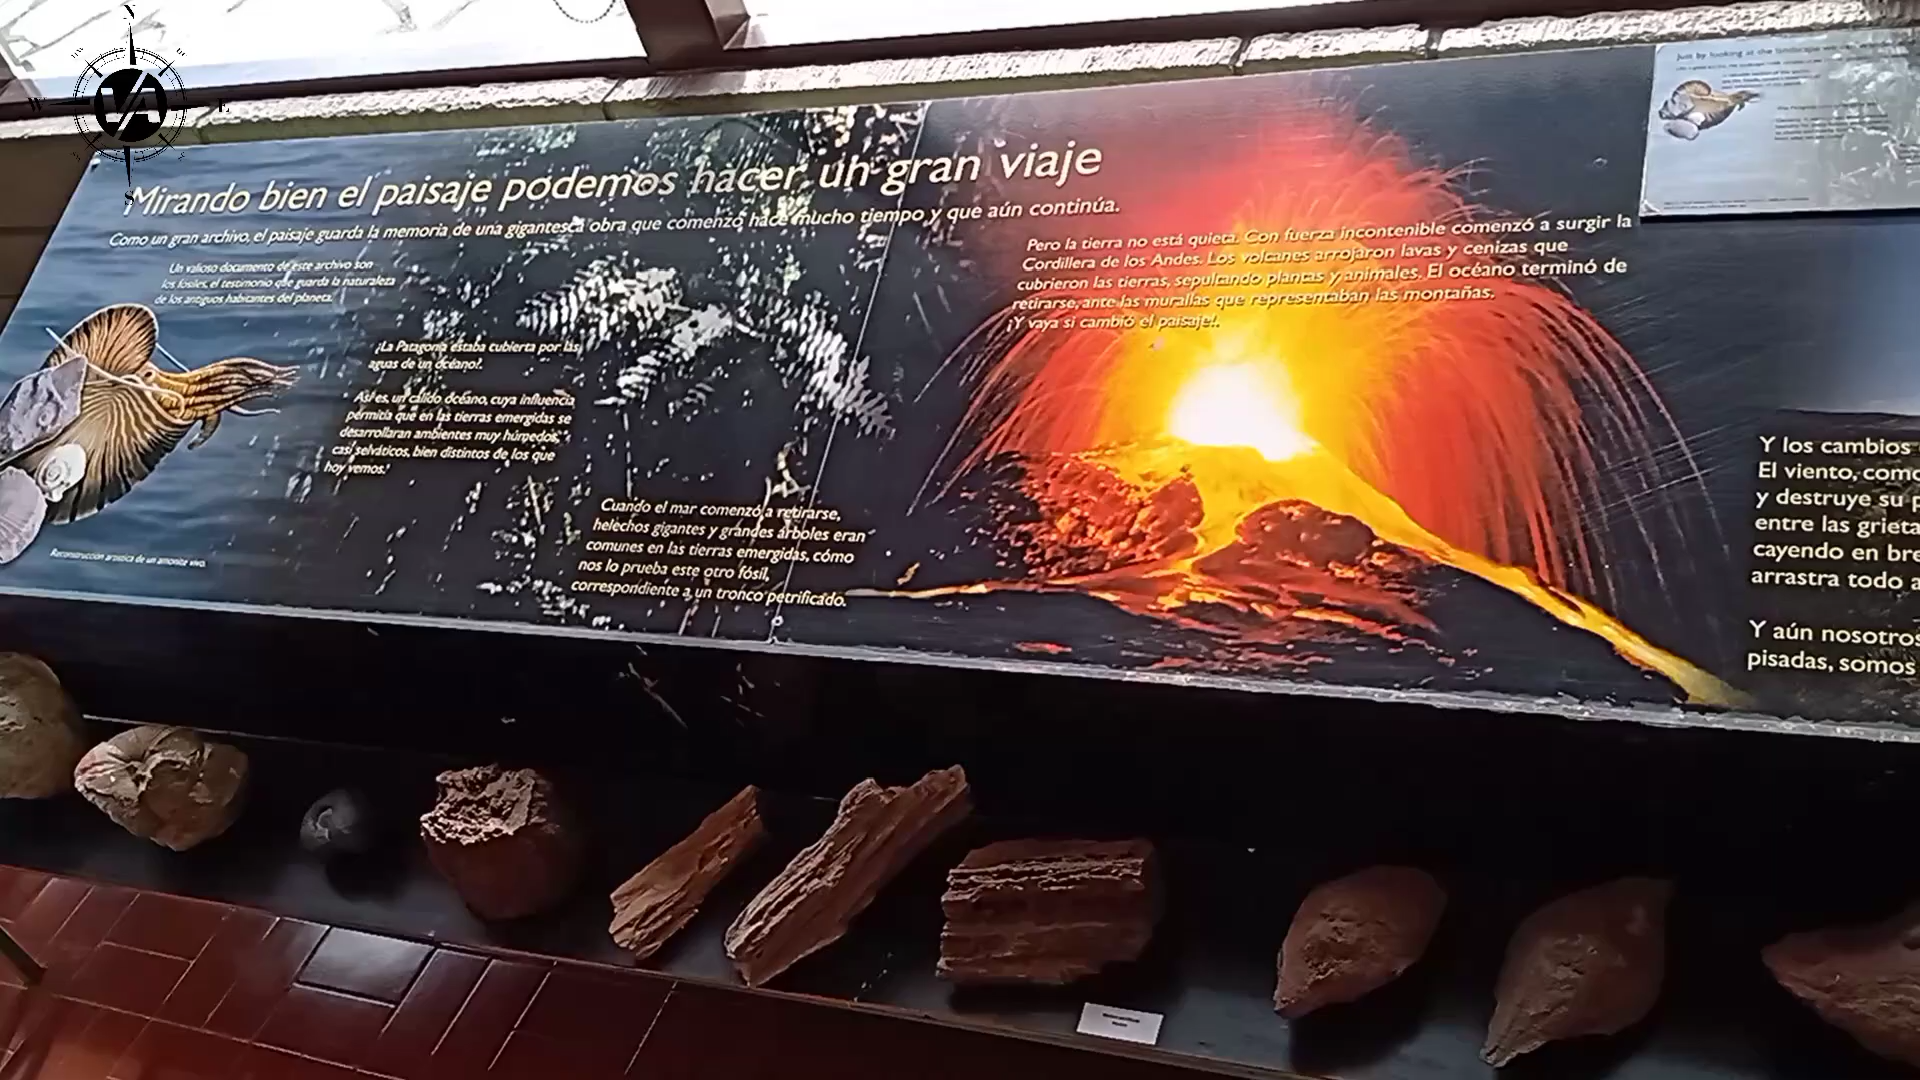 N
W
E
S
VA
Mirando bien el paisaje podemos hacer un gran viaje
Como un gran archivo, el paisaje guarda la memoria de una gigantesca obra que comenzó hace mucho tiempo y que aún continúa.
Un valioso documento de este archivo son
los fósiles, el testimonio que guarda la naturaleza
de los antiguos habitantes del planeta.
¡La Patagonia estaba cubierta por las
aguas de un océano!.
Así es, un cálido océano, cuya influencia
permitía que en las tierras emergidas se
desarrollaran ambientes muy húmedos,
casi selváticos, bien distintos de los que
hoy vemos.
Reconstrucción artística de un amonite vivo.
Cuando el mar comenzó a retirarse,
helechos gigantes y grandes árboles eran
comunes en las tierras emergidas, cómo
nos lo prueba este otro fósil,
correspondiente a un tronco petrificado.
Pero la tierra no está quieta. Con fuerza incontenible comenzó a surgir la
Cordillera de los Andes. Los volcanes arrojaron lavas y cenizas que
cubrieron las tierras, sepultando plantas y animales. El océano terminó de
retirarse, ante las murallas que representaban las montañas.
¡Y vaya si cambió el paisaje!.
Just by looking at the landscape
Y los cambios
El viento, como
y destruye su
entre las grieta
cayendo en bre
arrastra todo a
Y aún nosotros
pisadas, somos